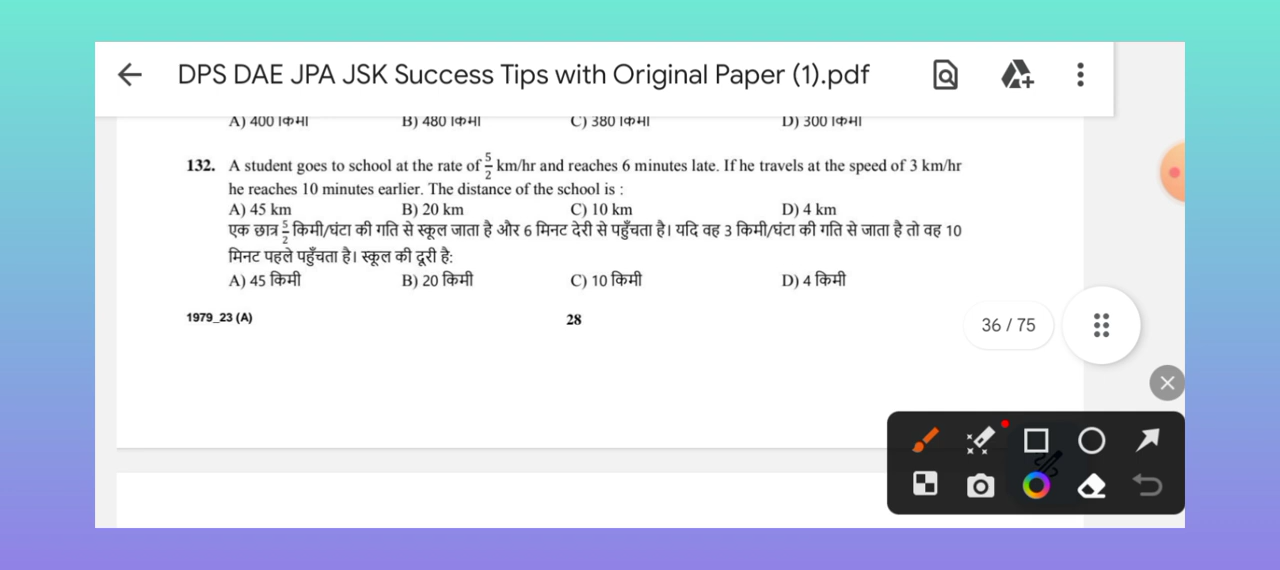 DPS DAE JPA JSK Success Tips with Original Paper (1).pdf
A) 400 किमी B) 480 किमी C) 380 किमी D) 300 किमी
132. A student goes to school at the rate of 5/2 km/hr and reaches 6 minutes late. If he travels at the speed of 3 km/hr
he reaches 10 minutes earlier. The distance of the school is :
A) 45 km B) 20 km C) 10 km D) 4 km
एक छात्र 5/2 किमी/घंटा की गति से स्कूल जाता है और 6 मिनट देरी से पहुँचता है। यदि वह 3 किमी/घंटा की गति से जाता है तो वह 10
मिनट पहले पहुँचता है। स्कूल की दूरी है:
A) 45 किमी B) 20 किमी C) 10 किमी D) 4 किमी
1979_23 (A) 28
36 / 75